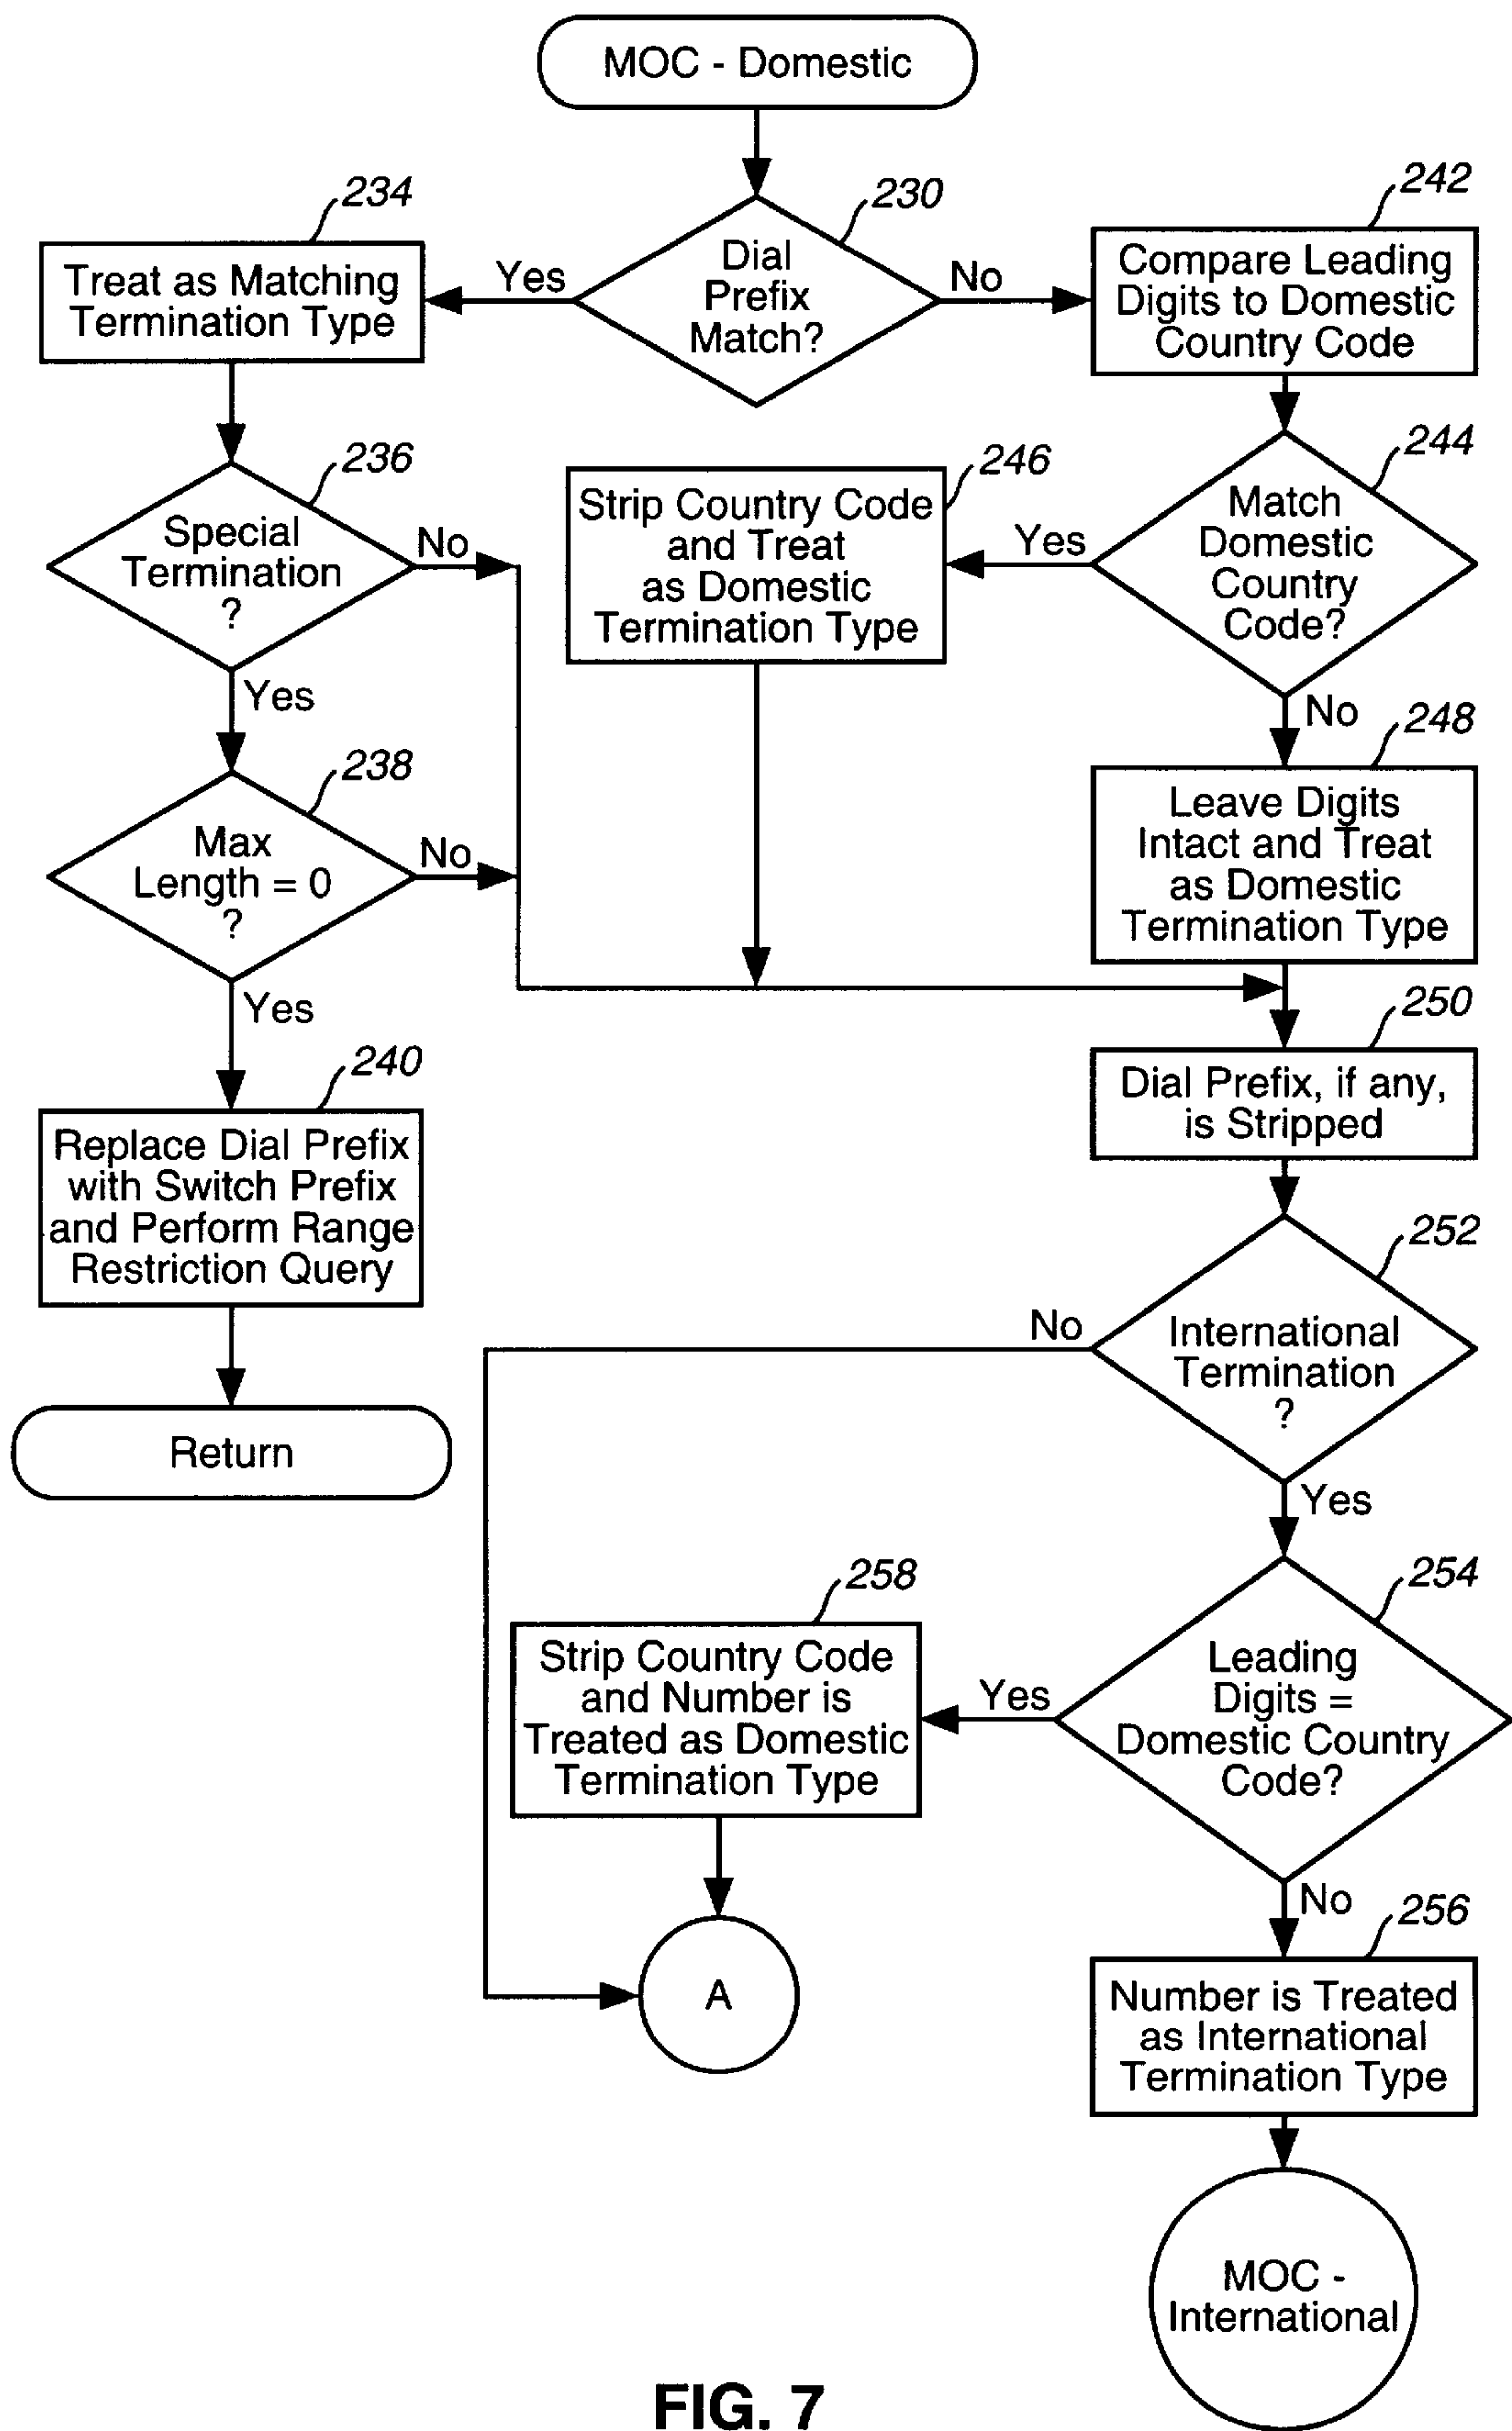 MOC - Domestic
230
Dial
Prefix
Match?
Yes
No
234
Treat as Matching
Termination Type
242
Compare Leading
Digits to Domestic
Country Code
236
Special
Termination
?
No
Yes
246
Strip Country Code
and Treat
as Domestic
Termination Type
244
Match
Domestic
Country
Code?
Yes
No
238
Max
Length = 0
?
No
Yes
248
Leave Digits
Intact and Treat
as Domestic
Termination Type
240
Replace Dial Prefix
with Switch Prefix
and Perform Range
Restriction Query
Return
250
Dial Prefix, if any,
is Stripped
252
International
Termination
?
No
Yes
254
Leading
Digits =
Domestic Country
Code?
Yes
No
258
Strip Country Code
and Number is
Treated as Domestic
Termination Type
A
256
Number is Treated
as International
Termination Type
MOC -
International
FIG. 7